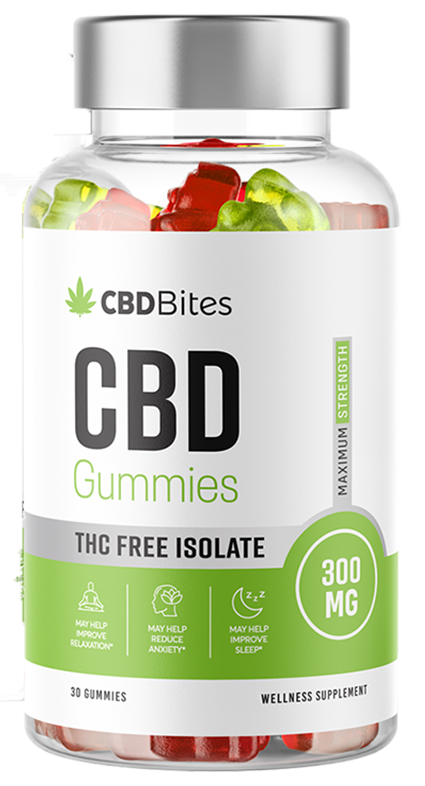 CBDBites
CBD
Gummies
MAXIMUM STRENGTH
THC FREE ISOLATE
300
MG
MAY HELP
IMPROVE
RELAXATION*
MAY HELP
REDUCE
ANXIETY*
Z Z Z
MAY HELP
IMPROVE
SLEEP*
30 GUMMIES
WELLNESS SUPPLEMENT